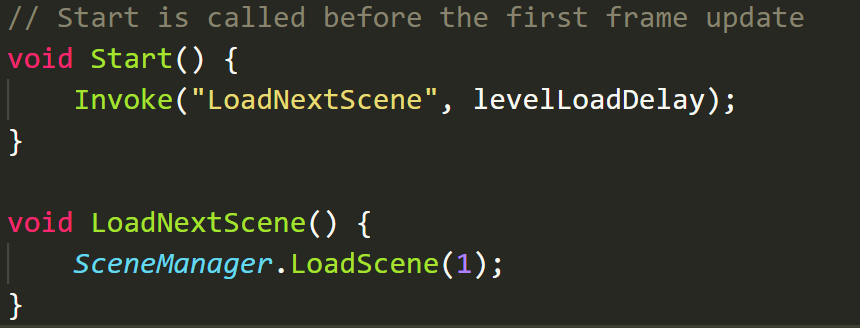 // Start is called before the first frame update
void Start() {
Invoke("LoadNextScene", levelLoadDelay);
}
void LoadNextScene() {
SceneManager.LoadScene(1);
}